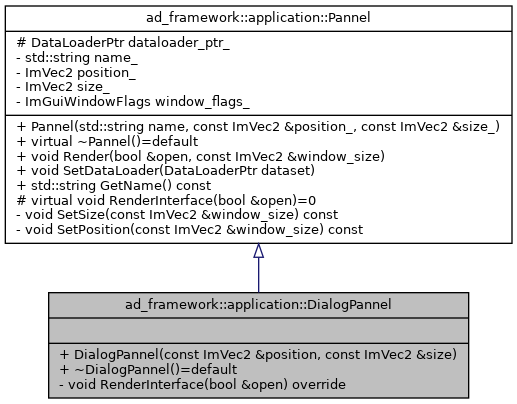 ad_framework::application::Pannel
# DataLoaderPtr dataloader_ptr_
- std::string name_
- ImVec2 position_
- ImVec2 size_
- ImGuiWindowFlags window_flags_
+ Pannel(std::string name, const ImVec2 &position_, const ImVec2 &size_)
+ virtual ~Pannel()=default
+ void Render(bool &open, const ImVec2 &window_size)
+ void SetDataLoader(DataLoaderPtr dataset)
+ std::string GetName() const
# virtual void RenderInterface(bool &open)=0
- void SetSize(const ImVec2 &window_size) const
- void SetPosition(const ImVec2 &window_size) const
ad_framework::application::DialogPannel
+ DialogPannel(const ImVec2 &position, const ImVec2 &size)
+ ~DialogPannel()=default
- void RenderInterface(bool &open) override